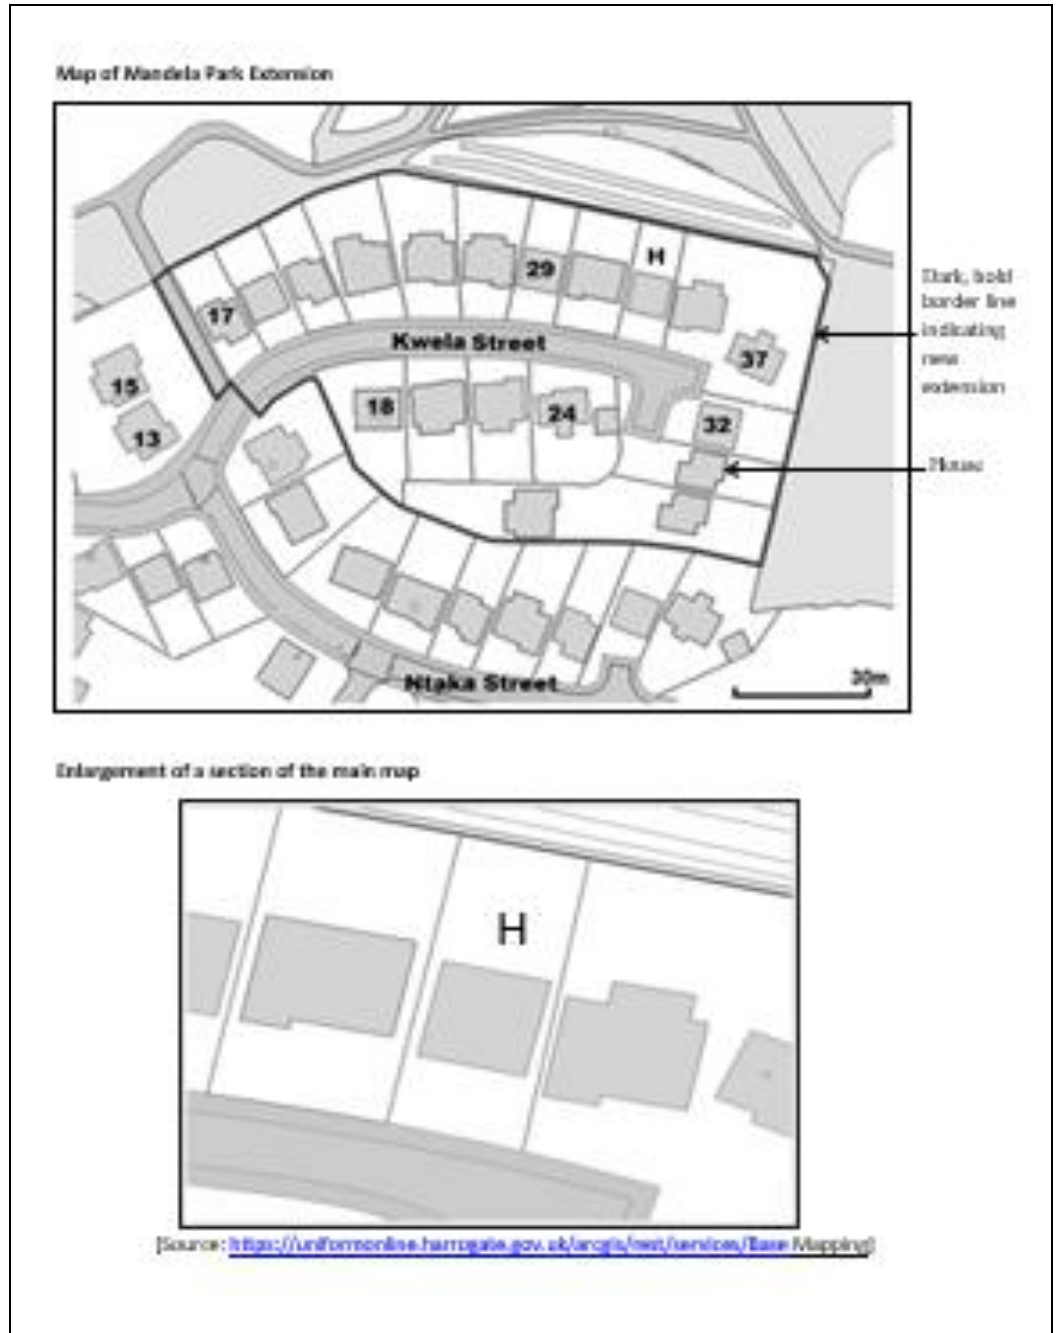 Map of Mandela Park Extension
H
29
17
Kwela Street
37
15
18
24
32
13
Dark, bold
border line
indicating
new
extension
House
30m
Ntaka Street
Enlargement of a section of the main map
H
[Source: https://uniformonline.harrogate.gov.uk/arcgis/rest/services/Base Mapping]